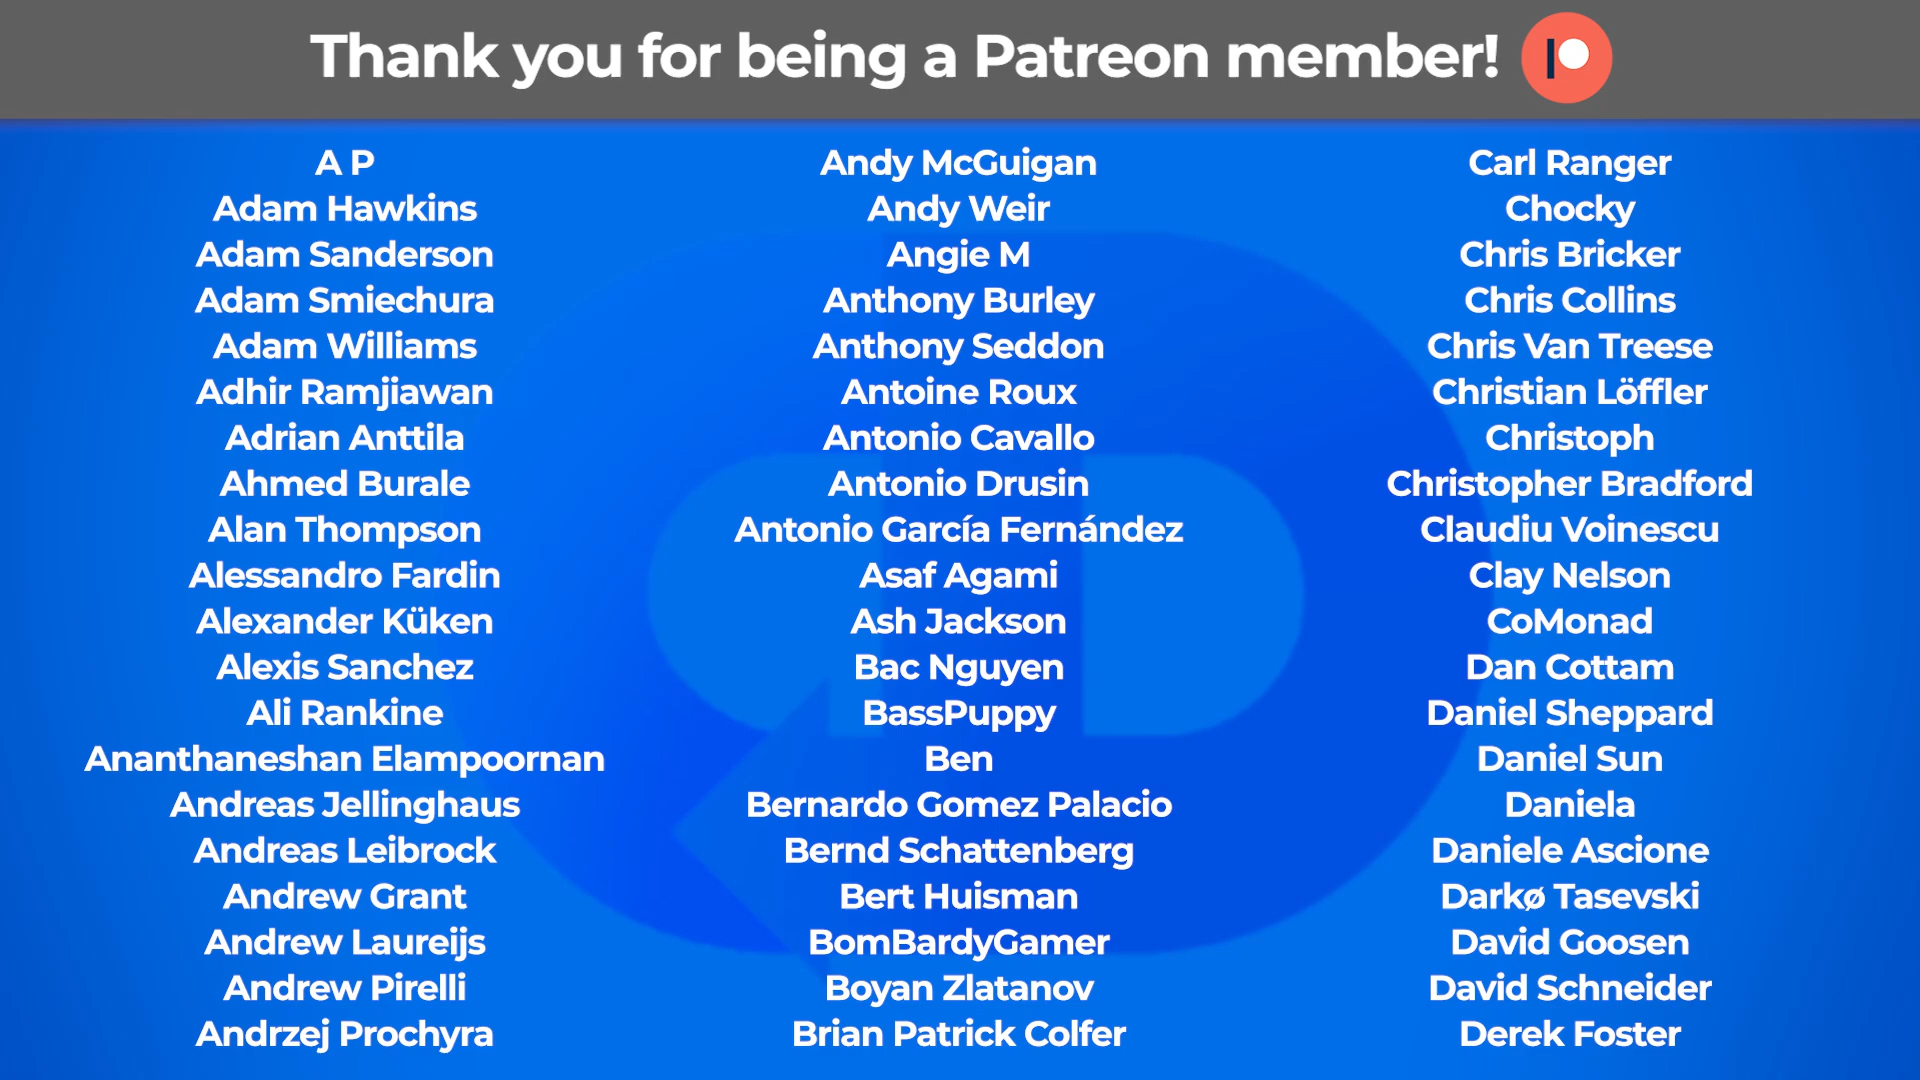 Thank you for being a Patreon member!
A P
Adam Hawkins
Adam Sanderson
Adam Smiechura
Adam Williams
Adhir Ramjiawan
Adrian Anttila
Ahmed Burale
Alan Thompson
Alessandro Fardin
Alexander Küken
Alexis Sanchez
Ali Rankine
Ananthaneshan Elampoornan
Andreas Jellinghaus
Andreas Leibrock
Andrew Grant
Andrew Laureijs
Andrew Pirelli
Andrzej Prochyra
Andy McGuigan
Andy Weir
Angie M
Anthony Burley
Anthony Seddon
Antoine Roux
Antonio Cavallo
Antonio Drusin
Antonio García Fernández
Asaf Agami
Ash Jackson
Bac Nguyen
BassPuppy
Ben
Bernardo Gomez Palacio
Bernd Schattenberg
Bert Huisman
BomBardyGamer
Boyan Zlatanov
Brian Patrick Colfer
Carl Ranger
Chocky
Chris Bricker
Chris Collins
Chris Van Treese
Christian Löffler
Christoph
Christopher Bradford
Claudiu Voinescu
Clay Nelson
CoMonad
Dan Cottam
Daniel Sheppard
Daniel Sun
Daniela
Daniele Ascione
Darkø Tasevski
David Goosen
David Schneider
Derek Foster